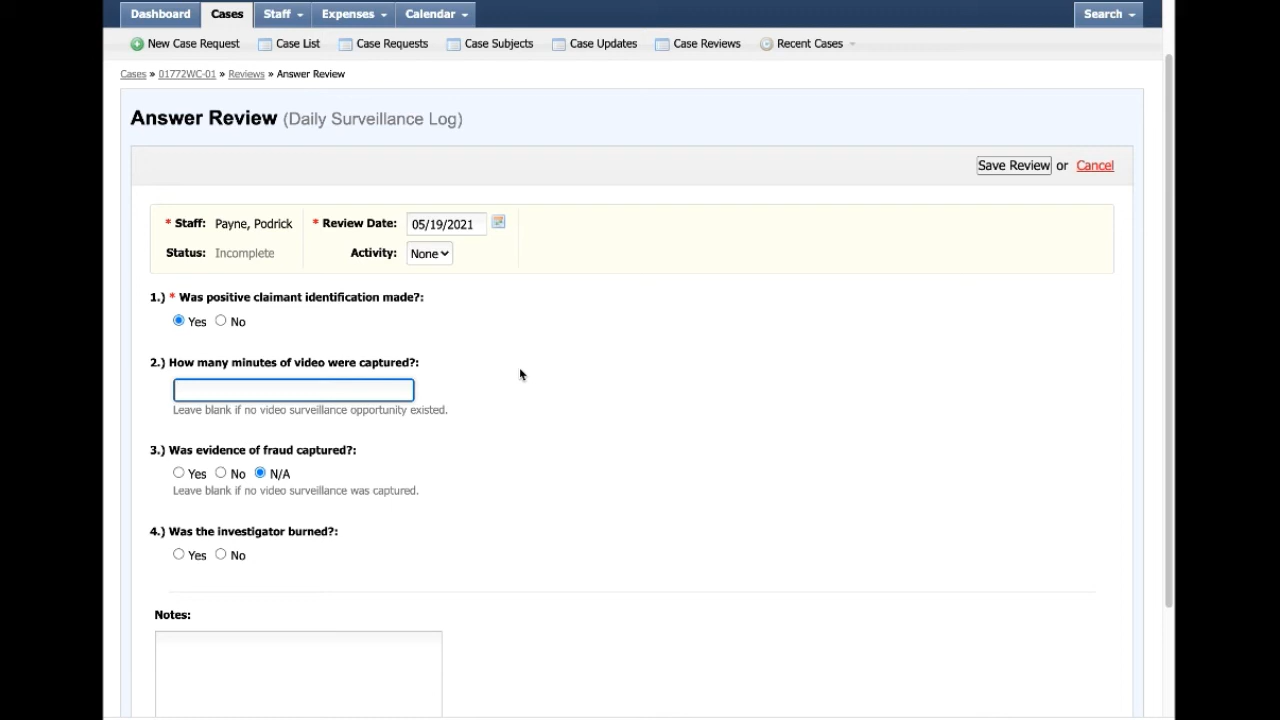 Dashboard Cases Staff Expenses Calendar Search
New Case Request Case List Case Requests Case Subjects Case Updates Case Reviews Recent Cases
Cases » 01772WC-01 » Reviews » Answer Review
Answer Review (Daily Surveillance Log)
Save Review or Cancel
* Staff: Payne, Podrick * Review Date: 05/19/2021
Status: Incomplete Activity: None
1.) * Was positive claimant identification made?:
Yes No
2.) How many minutes of video were captured?:
Leave blank if no video surveillance opportunity existed.
3.) Was evidence of fraud captured?:
Yes No N/A
Leave blank if no video surveillance was captured.
4.) Was the investigator burned?:
Yes No
Notes: